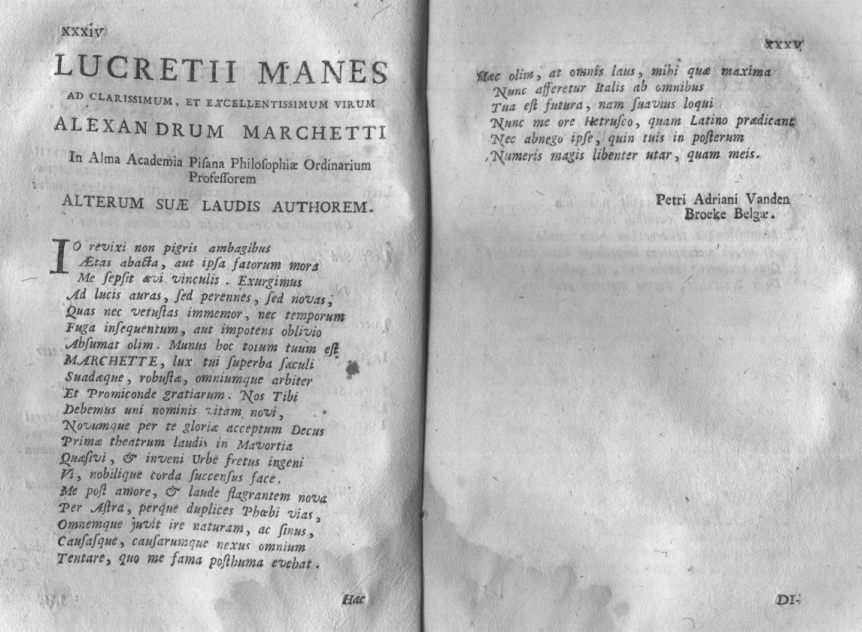 xxxiv
LUCRETII MANES
AD CLARISSIMUM, ET EXCELLENTISSIMUM VIRUM
ALEXANDRUM MARCHETTI
In Alma Academia Piſana Philoſophiæ Ordinarium
Profeſſorem
ALTERUM SUÆ LAUDIS AUTHOREM.
IO revixi non pigris ambagibus
Ætas abacta, aut ipſa fatorum mora
Me ſepſit ævi vinculis. Exurgimus
Ad lucis auras, ſed perennes, ſed novas,
Quas nec vetuſtas immemor, nec temporum
Fuga inſequentum, aut impotens oblivio
Abſumat olim. Munus hoc totum tuum eſt
MARCHETTE, lux tui ſuperba ſæculi
Suadæque, robuſtæ, omniumque arbiter
Et Promiconde gratiarum. Nos Tibi
Debemus uni nominis vitam novi,
Novumque per te gloriæ acceptum Decus
Primæ theatrum laudis in Mavortia
Quæſivi, & inveni Urbe fretus ingeni
Vi, nobilique corda ſuccenſus face.
Me poſt amore, & laude flagrantem nova
Per Aſtra, perque duplices Phœbi vias,
Omnemque juvit ire naturam, ac ſinus,
Cauſaſque, cauſarumque nexus omnium
Tentare, quo me fama poſthuma evehat.
Hæc
xxxv
Hæc olim, at omnis laus, mihi quæ maxima
Nunc afferetur Italis ab omnibus
Tua eſt futura, nam ſuavius loqui
Nunc me ore Hetruſco, quam Latino prædicant
Nec abnego ipſe, quin tuis in poſterum
Numeris magis libenter utar, quam meis.
Petri Adriani Vanden
Broeke Belgæ.
DI-